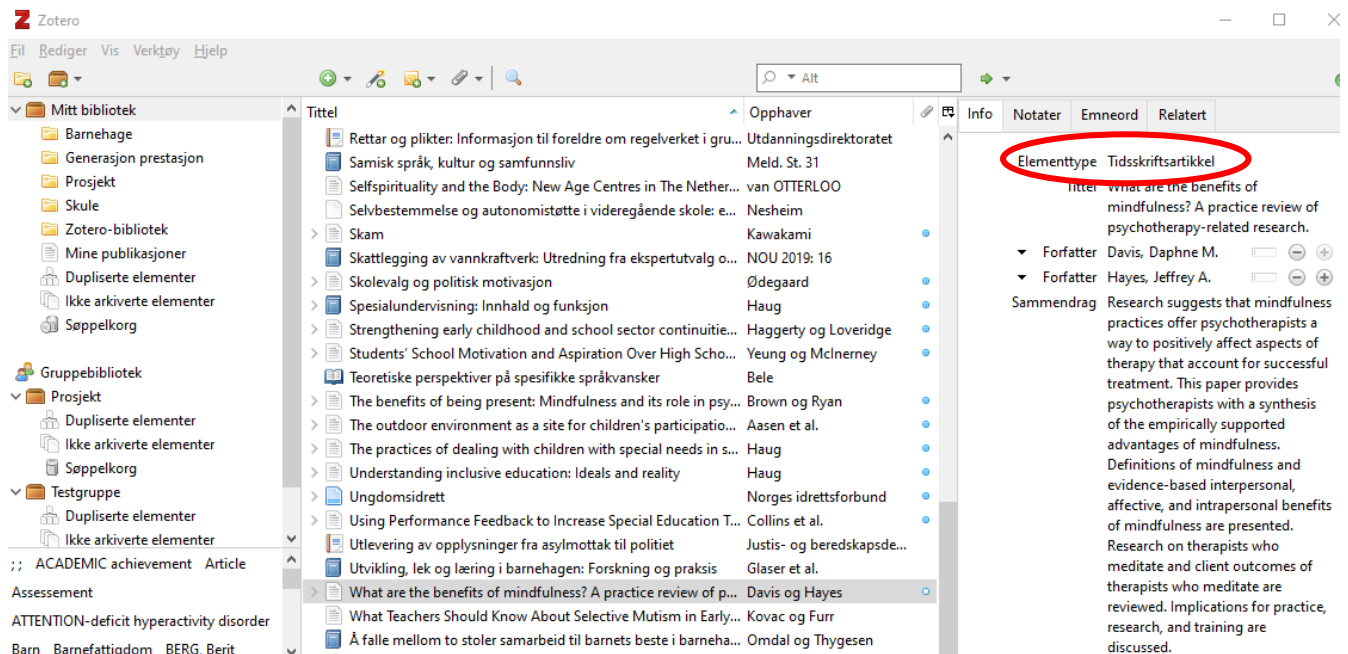 Zotero
Fil Rediger Vis Verktøy Hjelp
Alt
Mitt bibliotek
Barnehage
Generasjon prestasjon
Prosjekt
Skule
Zotero-bibliotek
Mine publikasjoner
Dupliserte elementer
Ikke arkiverte elementer
Søppelkorg
Gruppebibliotek
Prosjekt
Dupliserte elementer
Ikke arkiverte elementer
Søppelkorg
Testgruppe
Dupliserte elementer
Ikke arkiverte elementer
;; ACADEMIC achievement Article
Assessement
ATTENTION-deficit hyperactivity disorder
Barn Barnefattigdom BERG, Berit
Tittel Opphaver
Rettar og plikter: Informasjon til foreldre om regelverket i gru... Utdanningsdirektoratet
Samisk språk, kultur og samfunnsliv Meld. St. 31
Selfspirituality and the Body: New Age Centres in The Nether... van OTTERLOO
Selvbestemmelse og autonomistøtte i videregående skole: e... Nesheim
Skam Kawakami
Skattlegging av vannkraftverk: Utredning fra ekspertutvalg o... NOU 2019: 16
Skolevalg og politisk motivasjon Ødegaard
Spesialundervisning: Innhald og funksjon Haug
Strengthening early childhood and school sector continuitie... Haggerty og Loveridge
Students' School Motivation and Aspiration Over High Scho... Yeung og McInerney
Teoretiske perspektiver på spesifikke språkvansker Bele
The benefits of being present: Mindfulness and its role in psy... Brown og Ryan
The outdoor environment as a site for children's participatio... Aasen et al.
The practices of dealing with children with special needs in s... Haug
Understanding inclusive education: Ideals and reality Haug
Ungdomsidrett Norges idrettsforbund
Using Performance Feedback to Increase Special Education T... Collins et al.
Utlevering av opplysninger fra asylmottak til politiet Justis- og beredskapsde...
Utvikling, lek og læring i barnehagen: Forskning og praksis Glaser et al.
What are the benefits of mindfulness? A practice review of p... Davis og Hayes
What Teachers Should Know About Selective Mutism in Early... Kovac og Furr
Å falle mellom to stoler samarbeid til barnets beste i barneha... Omdal og Thygesen
Info Notater Emneord Relatert
Elementtype Tidsskriftsartikkel
Tittel What are the benefits of
mindfulness? A practice review of
psychotherapy-related research.
Forfatter Davis, Daphne M.
Forfatter Hayes, Jeffrey A.
Sammendrag Research suggests that mindfulness
practices offer psychotherapists a
way to positively affect aspects of
therapy that account for successful
treatment. This paper provides
psychotherapists with a synthesis
of the empirically supported
advantages of mindfulness.
Definitions of mindfulness and
evidence-based interpersonal,
affective, and intrapersonal benefits
of mindfulness are presented.
Research on therapists who
meditate and client outcomes of
therapists who meditate are
reviewed. Implications for practice,
research, and training are
discussed.